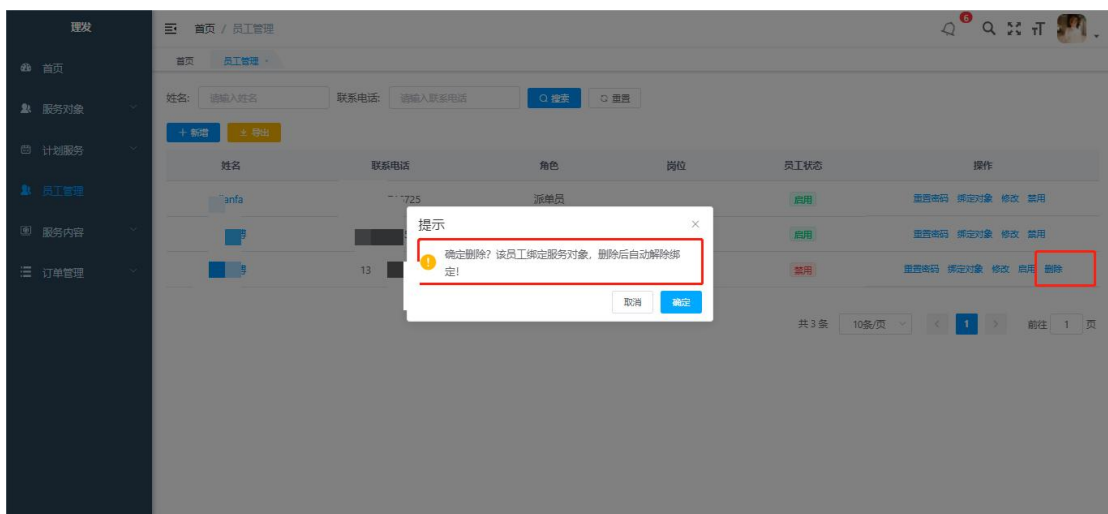 理发
首页 / 员工管理
6
首页
首页
员工管理
服务对象
姓名: 请输入姓名 联系电话: 请输入联系电话 搜索 重置
计划服务
+ 新增 导出
姓名 联系电话 角色 岗位 员工状态 操作
员工管理
anfa 725 派单员 启用 重置密码 绑定对象 修改 禁用
服务内容
启用 重置密码 绑定对象 修改 禁用
订单管理
13 禁用 重置密码 绑定对象 修改 启用 删除
提示
确定删除? 该员工绑定服务对象, 删除后自动解除绑
定!
取消 确定
共 3 条 10条/页 < 1 > 前往 1 页